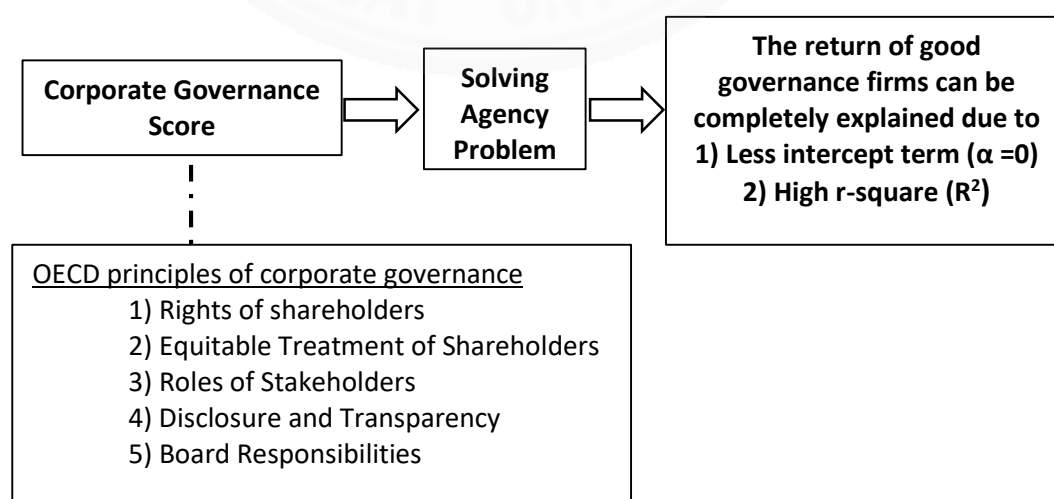 Corporate Governance
Score
Solving
Agency
Problem
The return of good
governance firms can be
completely explained due to
1) Less intercept term (α =0)
2) High r-square (R²)
OECD principles of corporate governance
1) Rights of shareholders
2) Equitable Treatment of Shareholders
3) Roles of Stakeholders
4) Disclosure and Transparency
5) Board Responsibilities